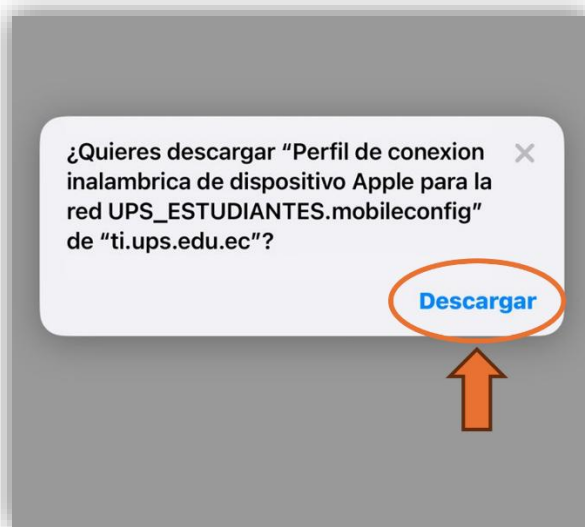 ¿Quieres descargar “Perfil de conexion
inalambrica de dispositivo Apple para la
red UPS_ESTUDIANTES.mobileconfig”
de “ti.ups.edu.ec”?
Descargar